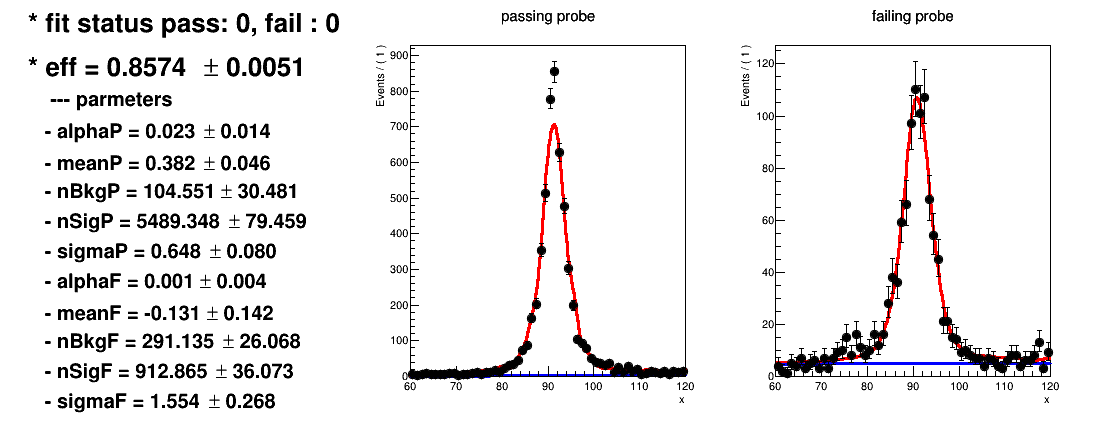 * fit status pass: 0, fail : 0
* eff = 0.8574 ± 0.0051
--- parmeters
- alphaP = 0.023 ± 0.014
- meanP = 0.382 ± 0.046
- nBkgP = 104.551 ± 30.481
- nSigP = 5489.348 ± 79.459
- sigmaP = 0.648 ± 0.080
- alphaF = 0.001 ± 0.004
- meanF = -0.131 ± 0.142
- nBkgF = 291.135 ± 26.068
- nSigF = 912.865 ± 36.073
- sigmaF = 1.554 ± 0.268
passing probe
Events / ( 1 )
900
800
700
600
500
400
300
200
100
0
60 70 80 90 100 110 120
x
failing probe
Events / ( 1 )
120
100
80
60
40
20
0
60 70 80 90 100 110 120
x